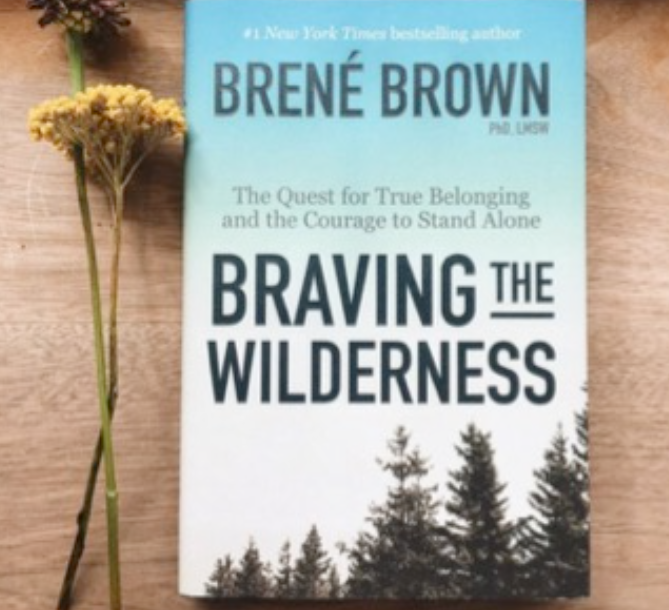 #1 New York Times bestselling author
BRENÉ BROWN
PhD, LMSW
The Quest for True Belonging
and the Courage to Stand Alone
BRAVING THE
WILDERNESS